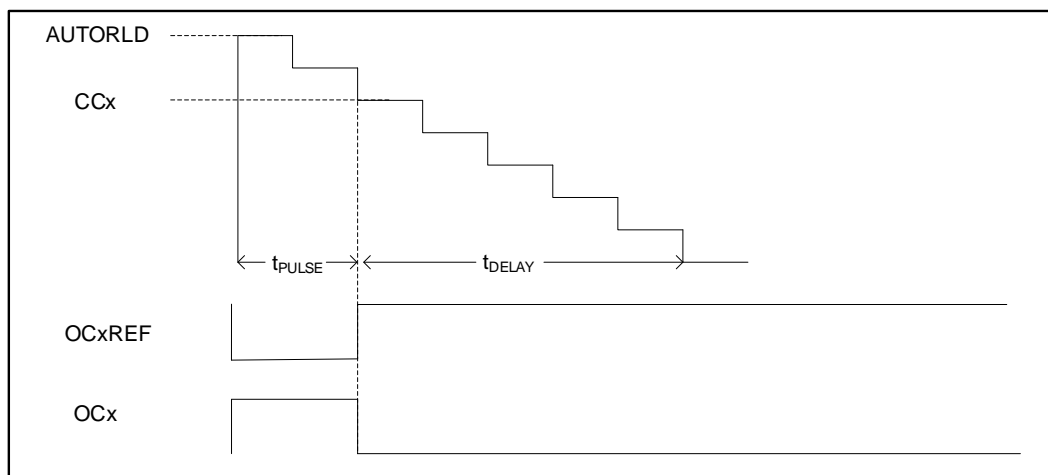 AUTORLD
CCx
tPULSE
tDELAY
OCxREF
OCx